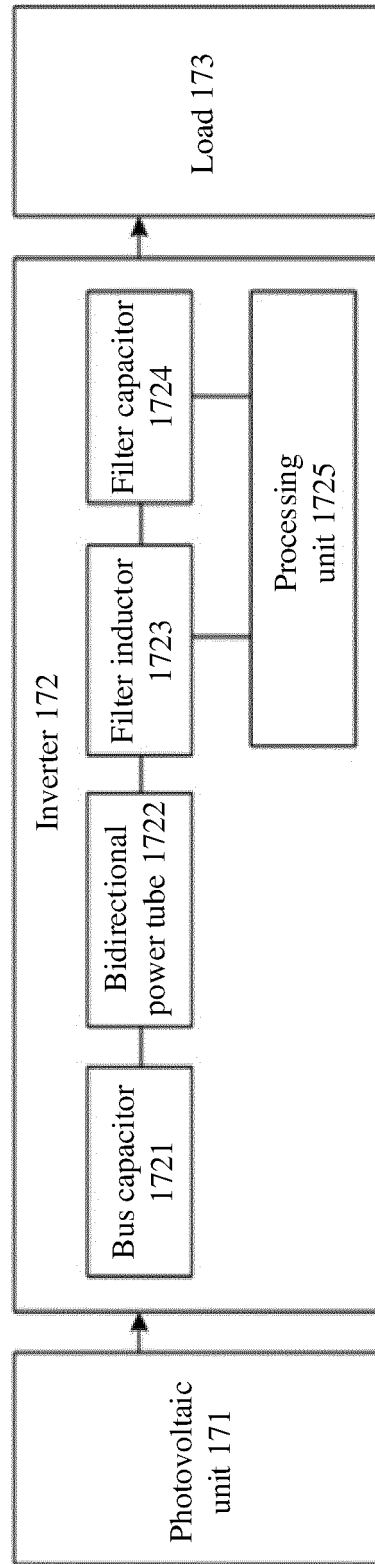 Photovoltaic
unit 171
Inverter 172
Bus capacitor
1721
Bidirectional
power tube 1722
Filter inductor
1723
Filter capacitor
1724
Processing
unit 1725
Load 173